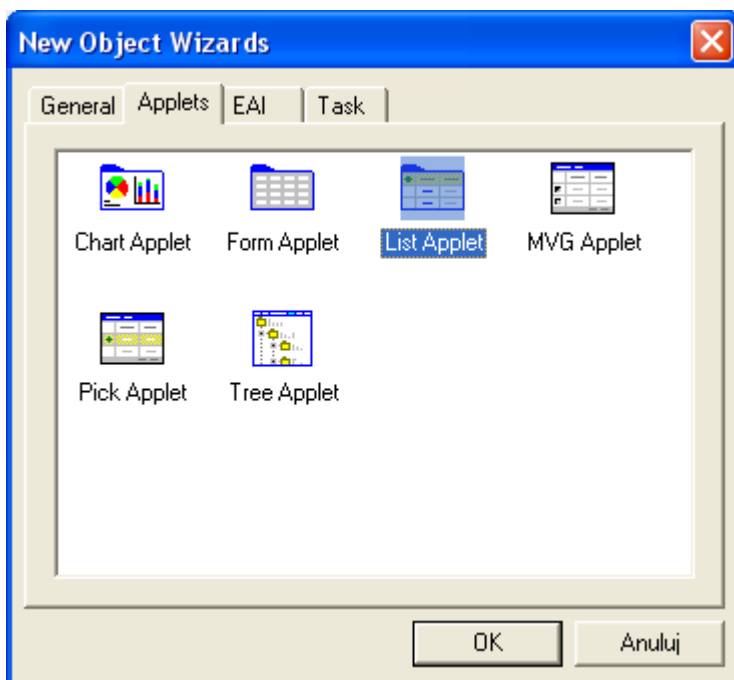 New Object Wizards
General Applets EAI Task
Chart Applet Form Applet List Applet MVG Applet
Pick Applet Tree Applet
OK Anuluj